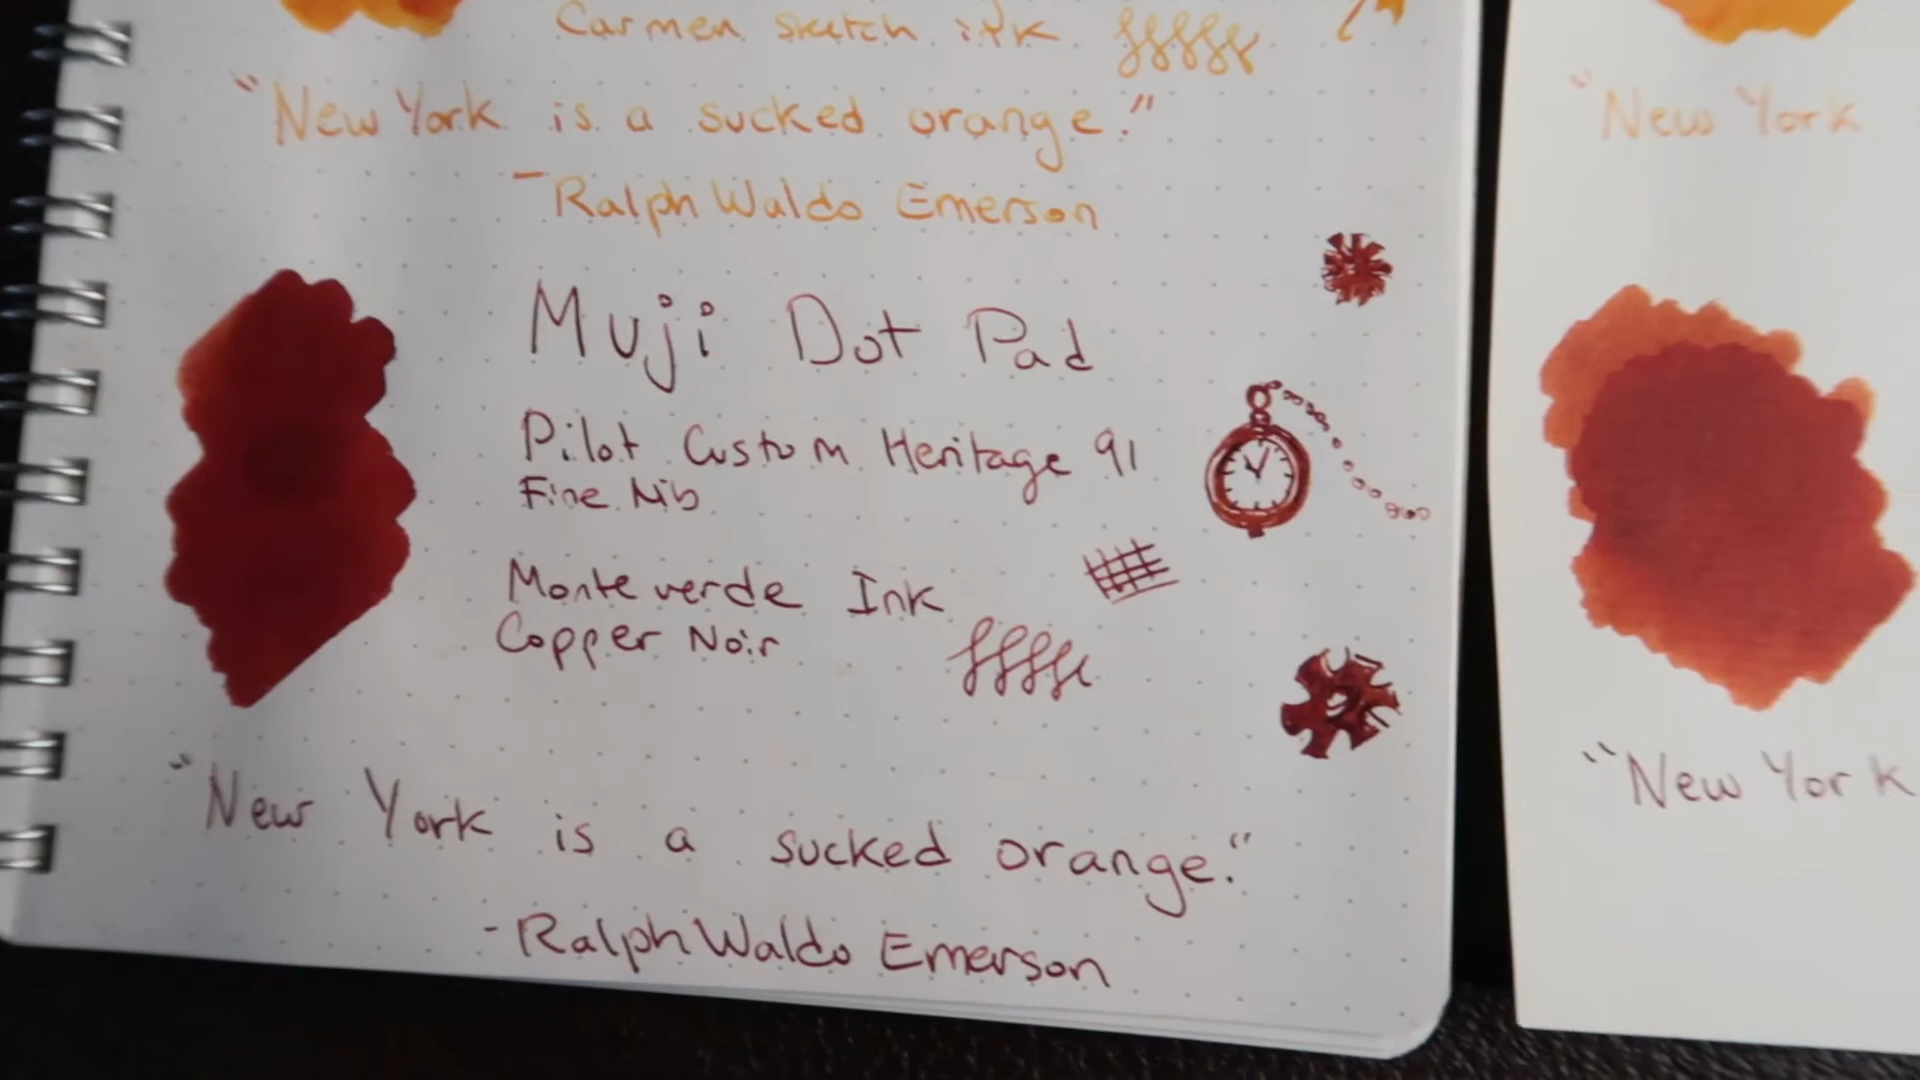 Carmen sketch ink
"New York is a sucked orange."
- Ralph Waldo Emerson
Muji Dot Pad
Pilot Custom Heritage 91
Fine Nib
Monteverde Ink
Copper Noir
"New York is a sucked orange."
- Ralph Waldo Emerson
"New York
"New York